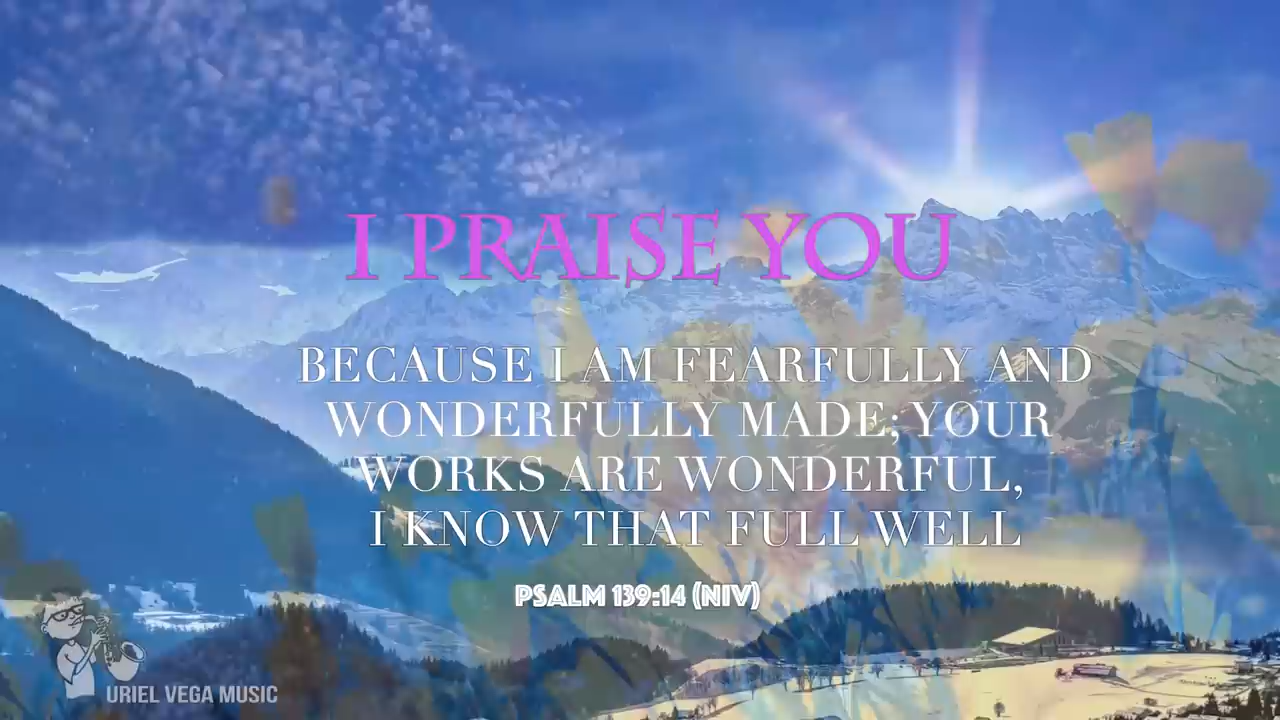 I PRAISE YOU
BECAUSE I AM FEARFULLY AND
WONDERFULLY MADE; YOUR
WORKS ARE WONDERFUL,
I KNOW THAT FULL WELL
PSALM 139:14 (NIV)
URIEL VEGA MUSIC